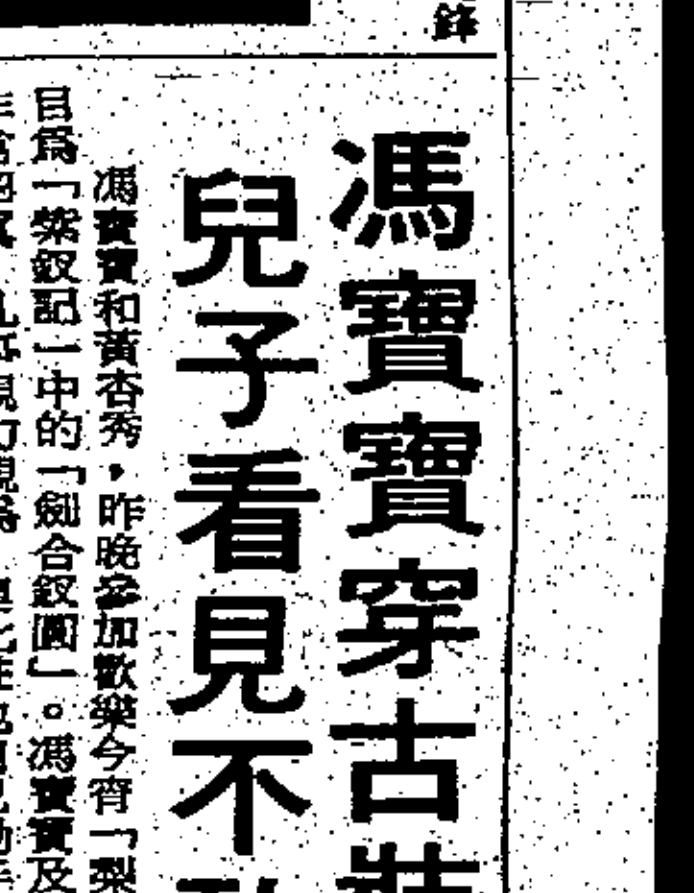 鋒
馮寶寶穿古裝
兒子看見不
馮寶寶和黃杏秀，昨晚參加歡樂今宵「梨
目為「紫釵記」中的「劍合釵圓」。馮寶寶及